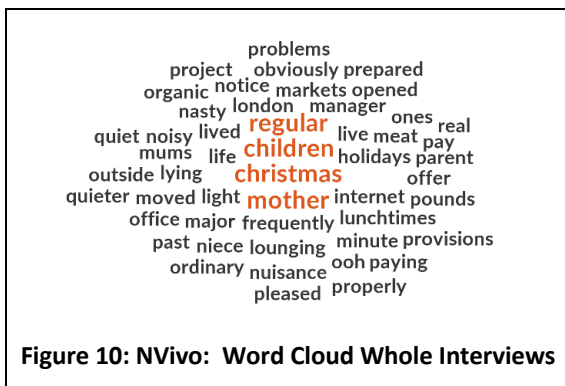 problems
project obviously prepared
organic notice markets opened
nasty london manager
regular ones real
quiet noisy lived live meat pay
mums life children holidays parent
outside lying christmas offer
quieter moved light mother internet pounds
office major frequently lunchtimes
past niece lounging minute provisions
ordinary nuisance ooh paying
pleased properly
Figure 10: NVivo: Word Cloud Whole Interviews